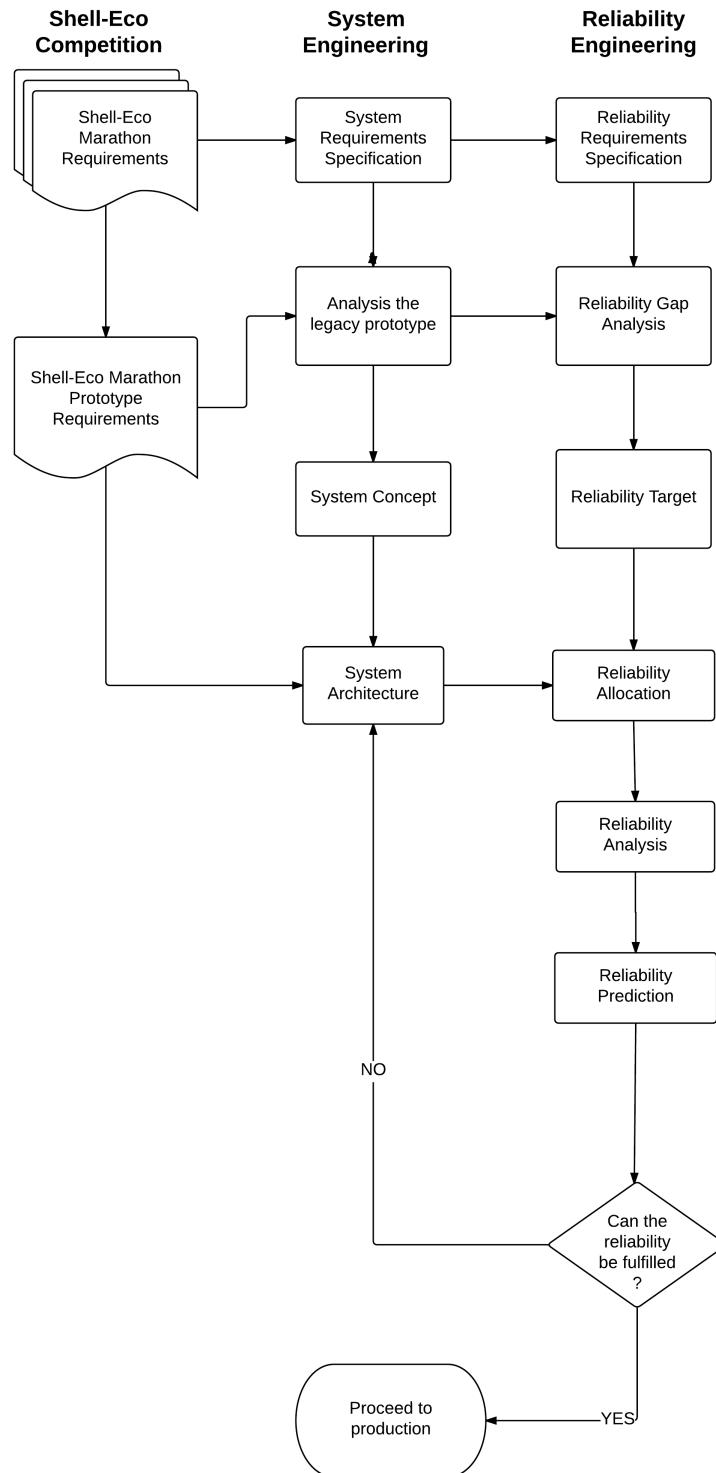 Shell-Eco
Competition
System
Engineering
Reliability
Engineering
Shell-Eco
Marathon
Requirements
System
Requirements
Specification
Reliability
Requirements
Specification
Analysis the
legacy prototype
Reliability Gap
Analysis
Shell-Eco Marathon
Prototype
Requirements
System Concept
Reliability Target
System
Architecture
Reliability
Allocation
Reliability
Analysis
Reliability
Prediction
NO
Can the
reliability
be fulfilled
?
YES
Proceed to
production